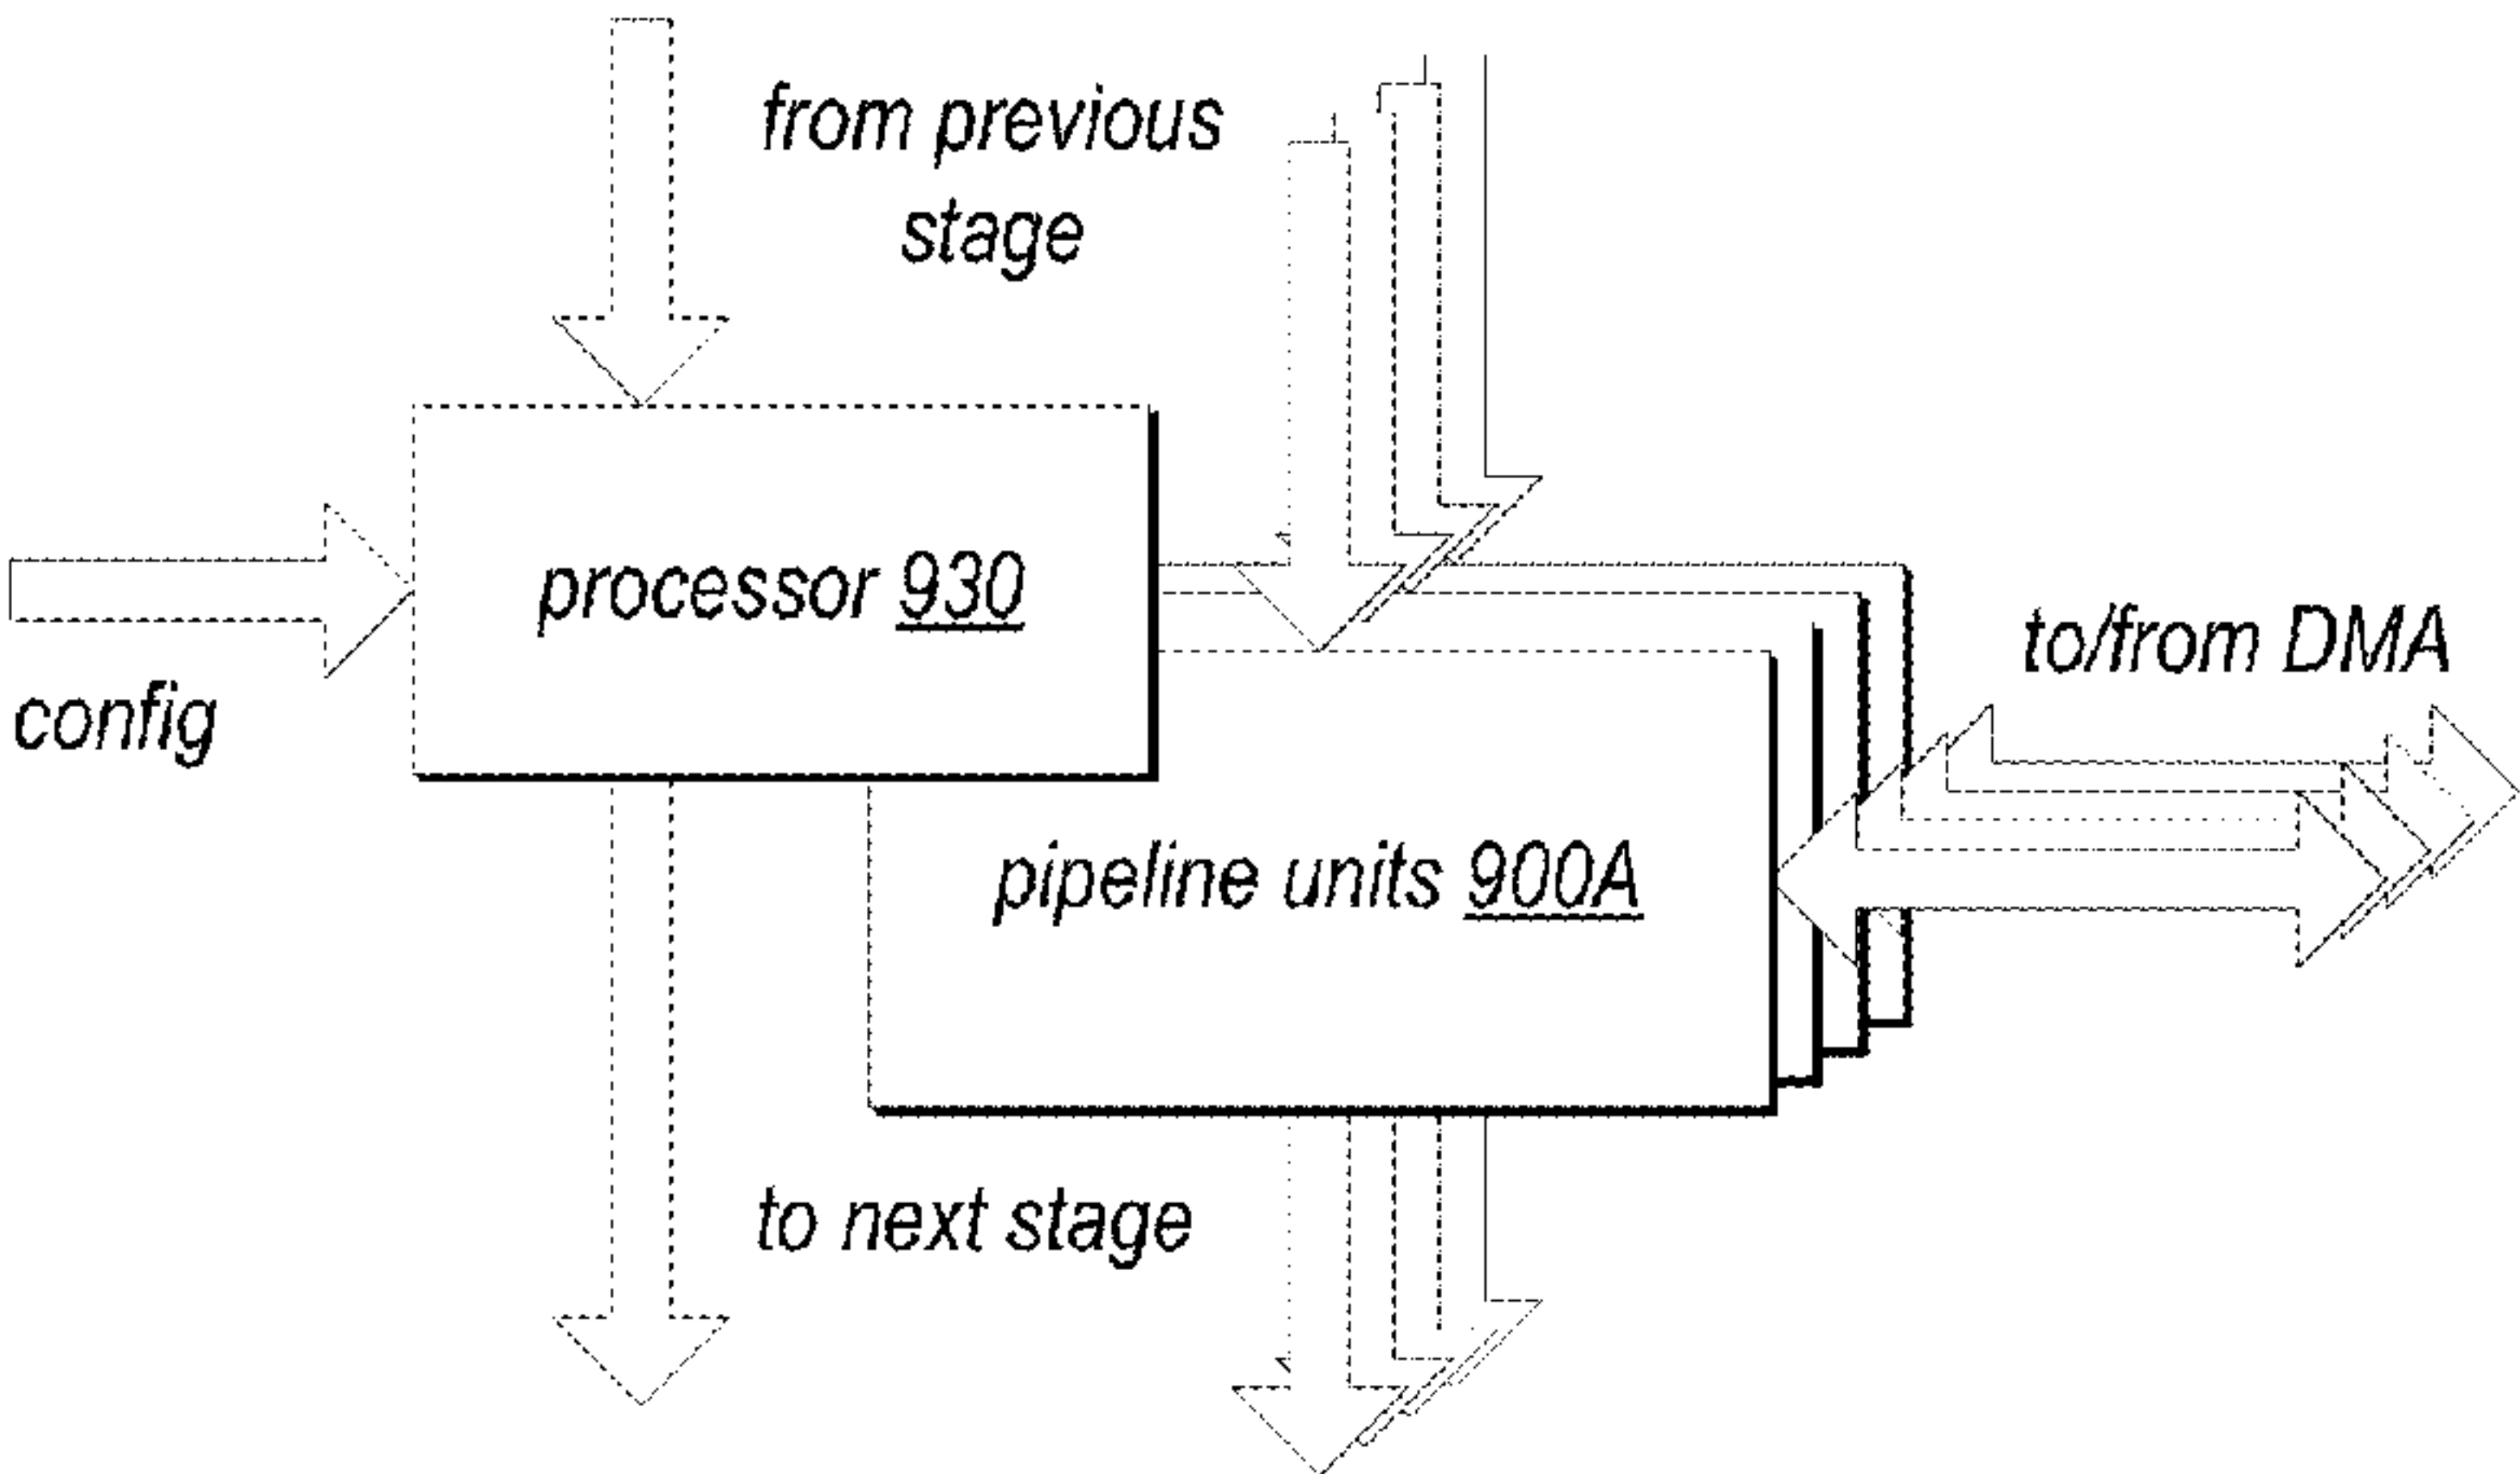 from previous
stage
processor 930
config
to/from DMA
pipeline units 900A
to next stage